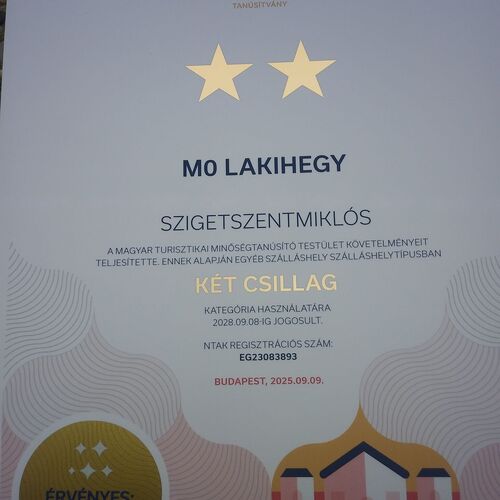 TANÚSÍTVÁNY
M0 LAKIHEGY
SZIGETSZENTMIKLÓS
A MAGYAR TURISZTIKAI MINŐSÉGTANÚSÍTÓ TESTÜLET KÖVETELMÉNYEIT
TELJESÍTETTE. ENNEK ALAPJÁN EGYÉB SZÁLLÁSHELY SZÁLLÁSHELYTÍPUSBAN
KÉT CSILLAG
KATEGÓRIA HASZNÁLATÁRA
2028.09.08-IG JOGOSULT.
NTAK REGISZTRÁCIÓS SZÁM:
EG23083893
BUDAPEST, 2025.09.09.
ÉRVÉNYES: